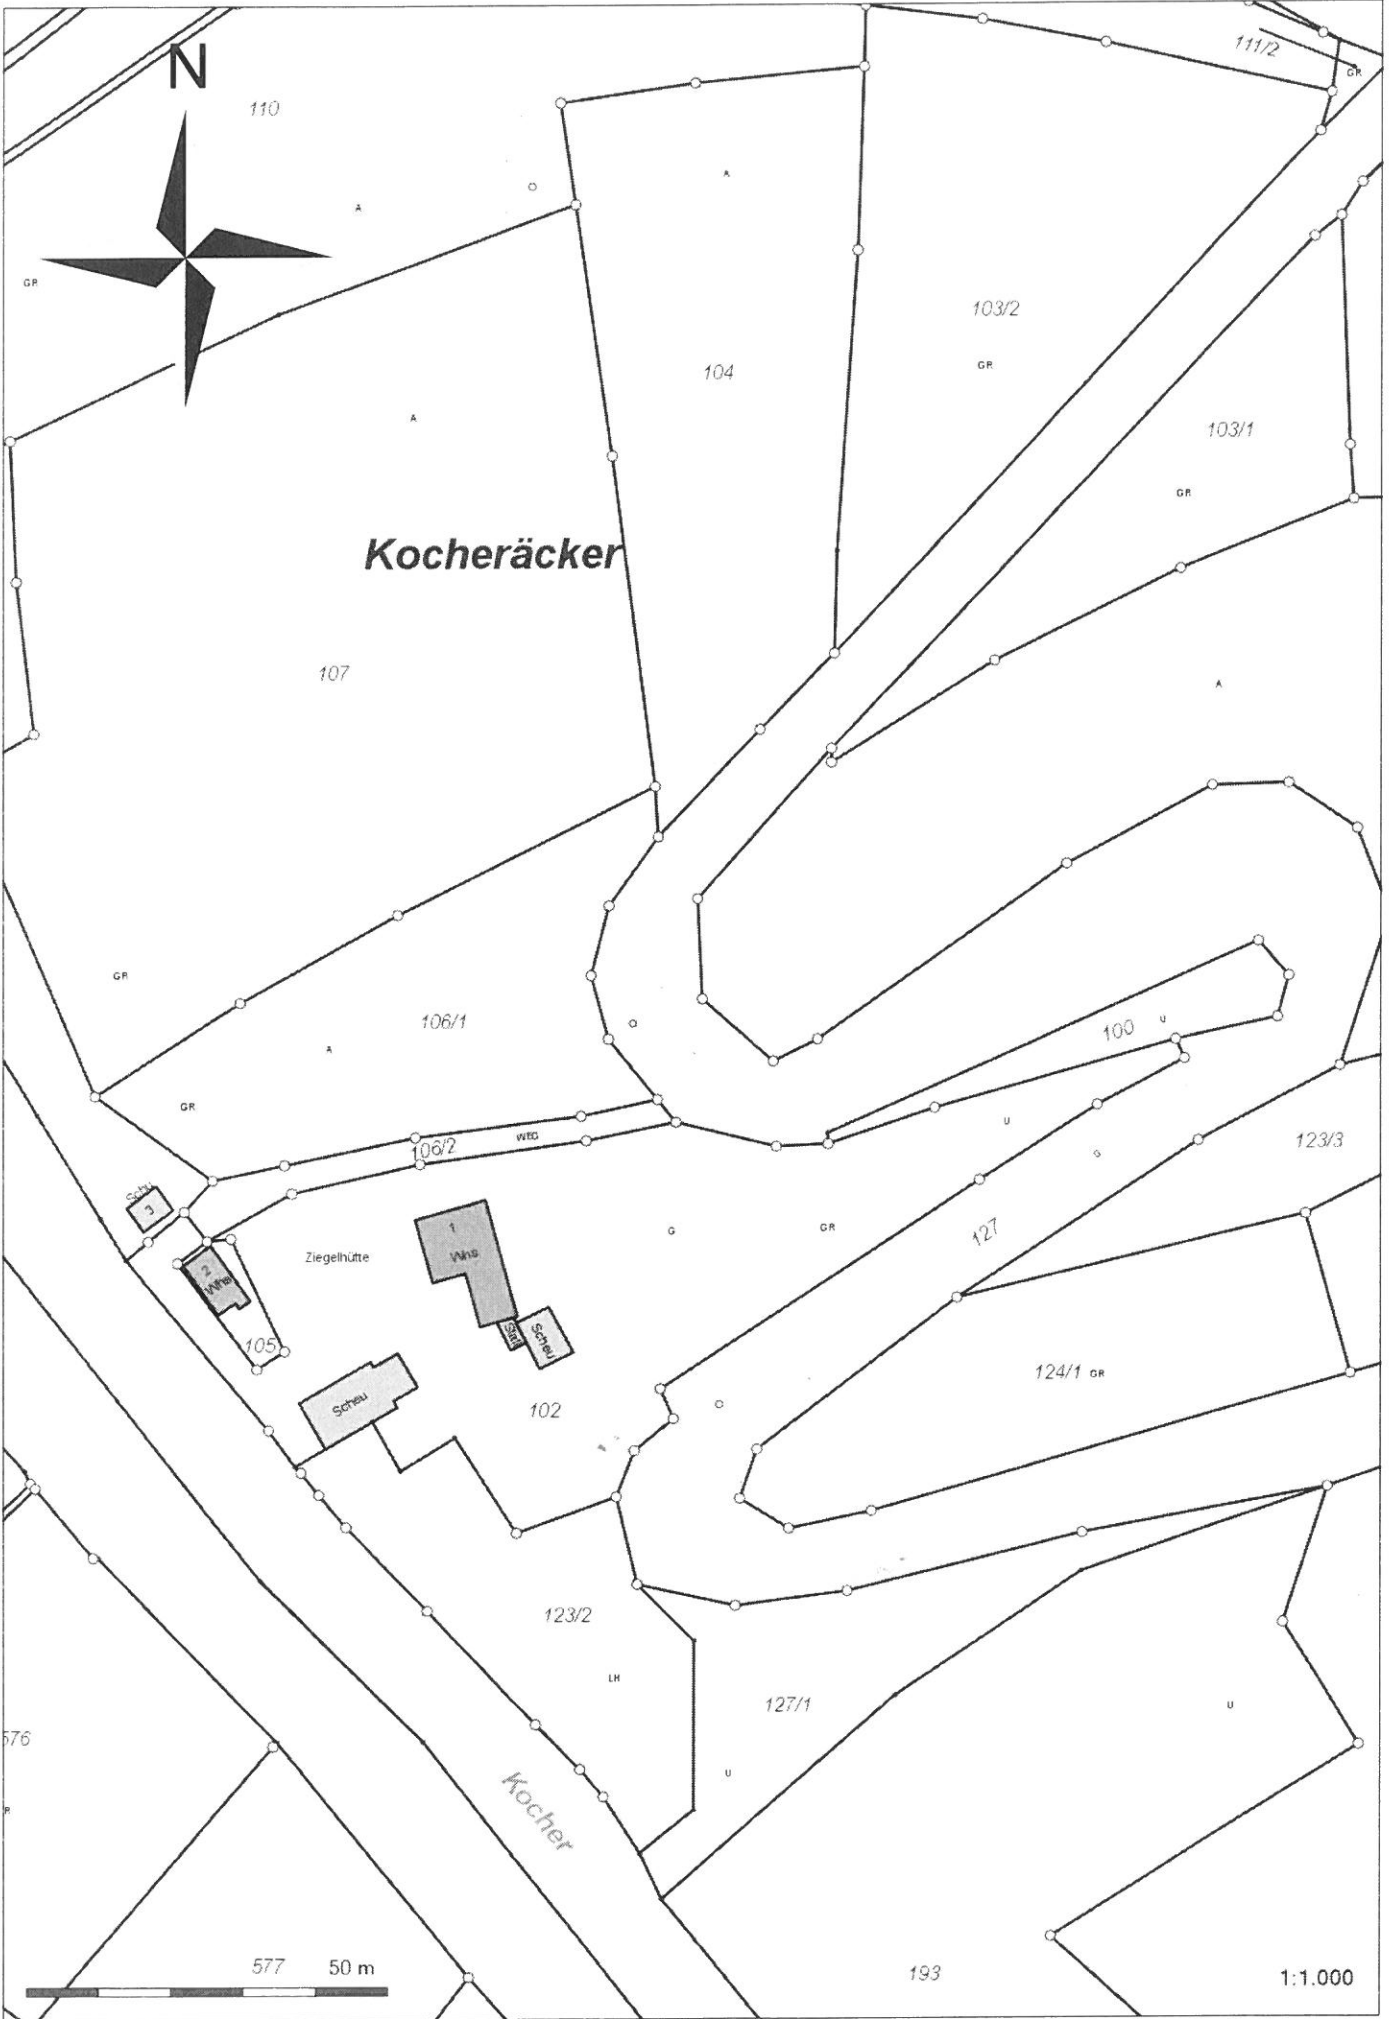 N
111/2
GR
110
A
A
GR
103/2
104
GR
A
103/1
GR
Kocheräcker
107
A
GR
106/1
100
U
A
GR
106/2
WEG
U
G
123/3
Schu
3
1
Whs
G
GR
127
Ziegelhütte
2
Whs
Stall
Scheu
105
124/1 GR
Scheu
102
123/2
LH
127/1
U
576
U
R
Kocher
577
50 m
193
1:1.000